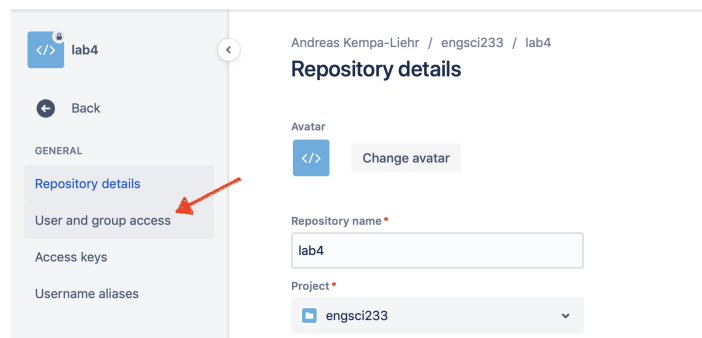 lab4
Back
GENERAL
Repository details
User and group access
Access keys
Username aliases
Andreas Kempa-Liehr / engsci233 / lab4
Repository details
Avatar
</> Change avatar
Repository name *
lab4
Project *
engsci233